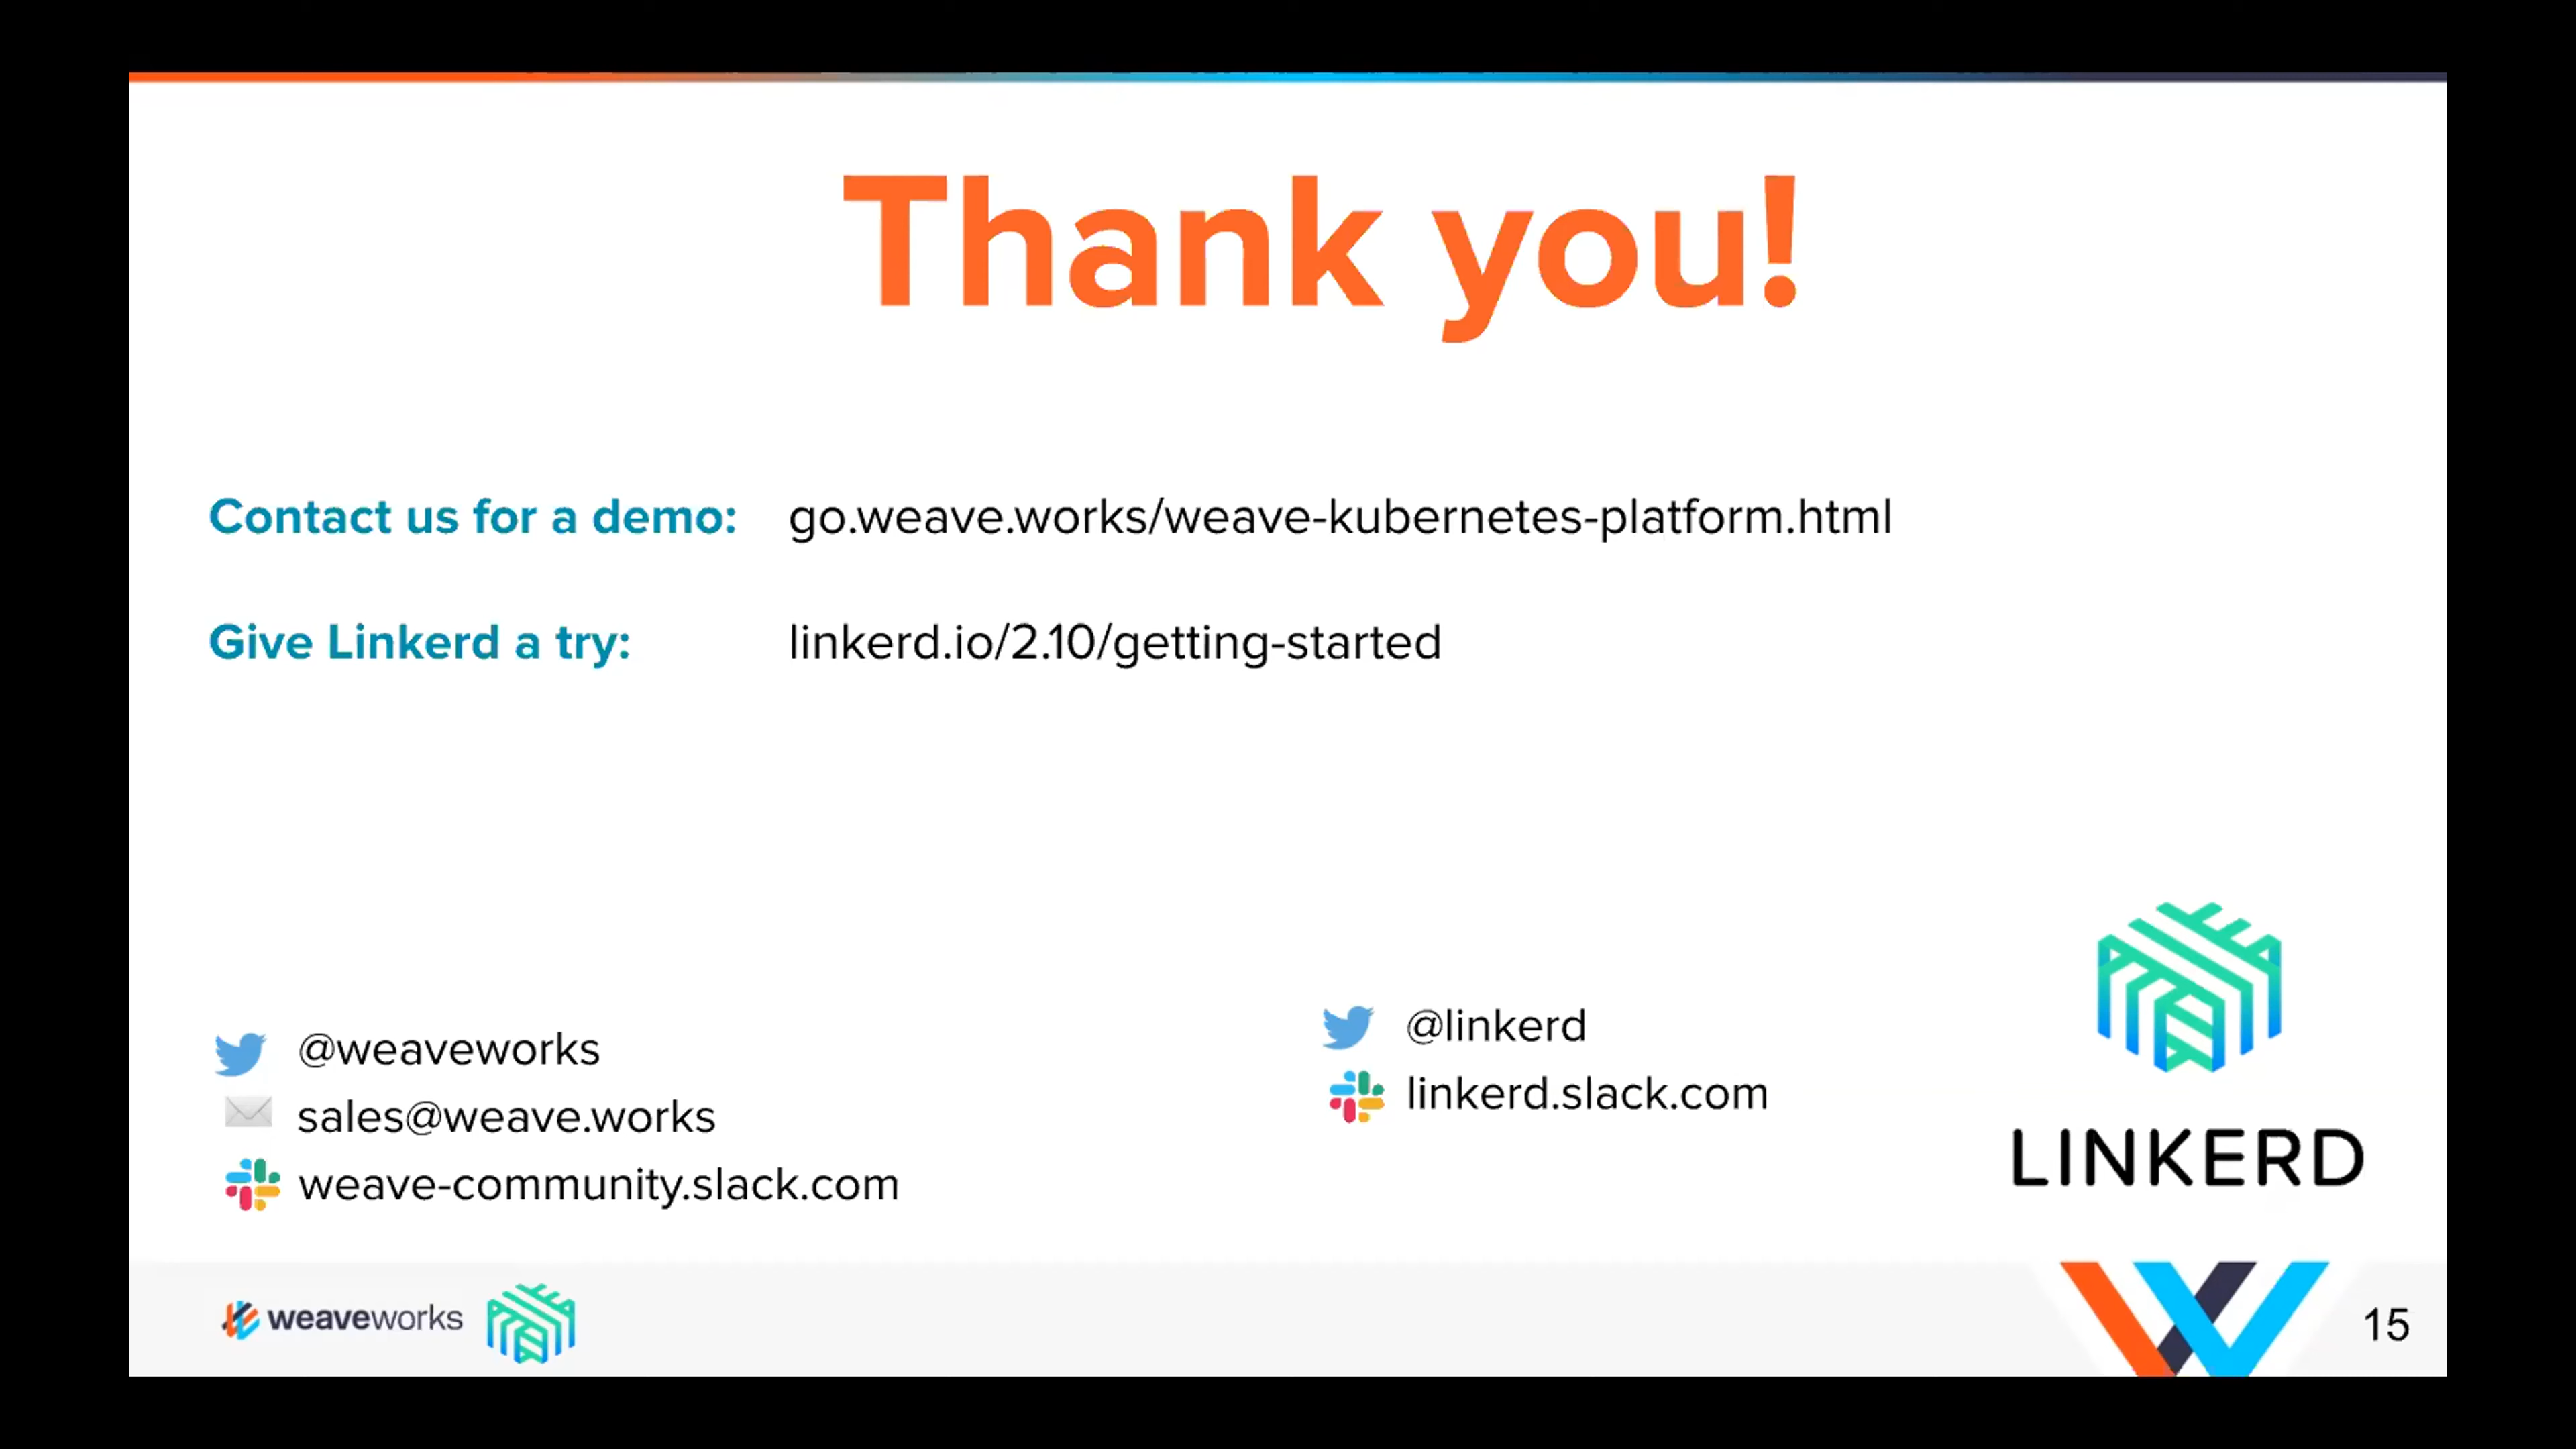 Thank you!
Contact us for a demo: go.weave.works/weave-kubernetes-platform.html
Give Linkerd a try: linkerd.io/2.10/getting-started
@weaveworks
sales@weave.works
weave-community.slack.com
@linkerd
linkerd.slack.com
LINKERD
weaveworks
15